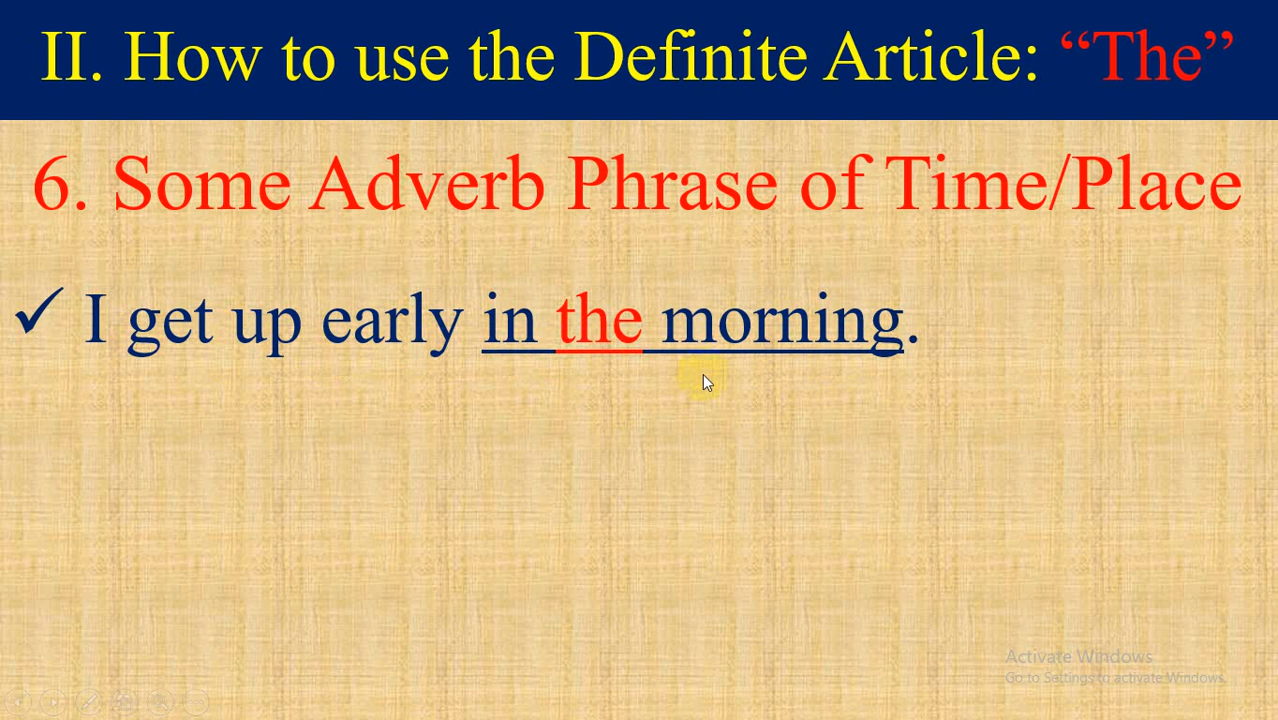 II. How to use the Definite Article: “The”
6. Some Adverb Phrase of Time/Place
✓ I get up early in the morning.
Activate Windows
Go to Settings to activate Windows.